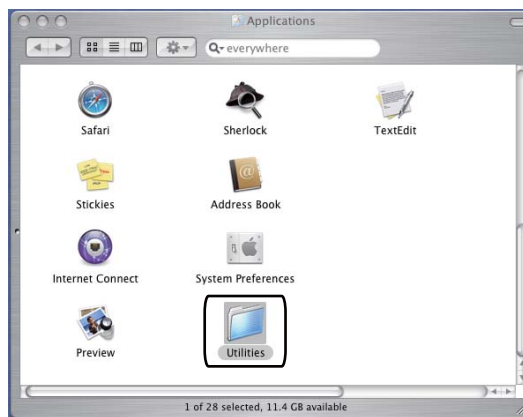 Applications
everywhere
Safari
Sherlock
TextEdit
Stickies
Address Book
Internet Connect
System Preferences
Preview
Utilities
1 of 28 selected, 11.4 GB available